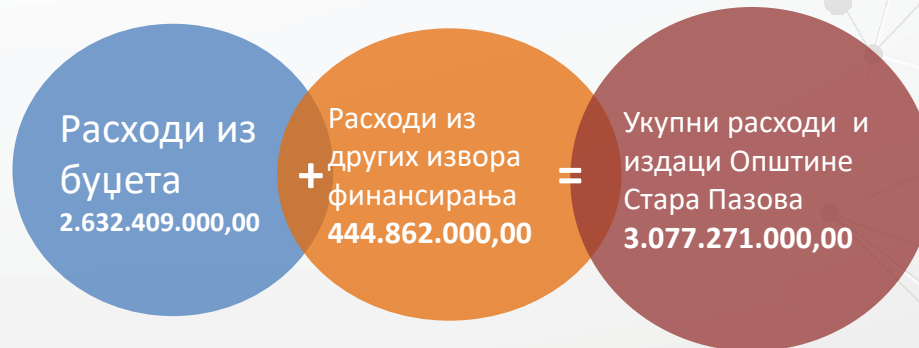 Расходи из
буџета
2.632.409.000,00
+
Расходи из
других извора
финансирања
444.862.000,00
=
Укупни расходи и
издаци Општине
Стара Пазова
3.077.271.000,00